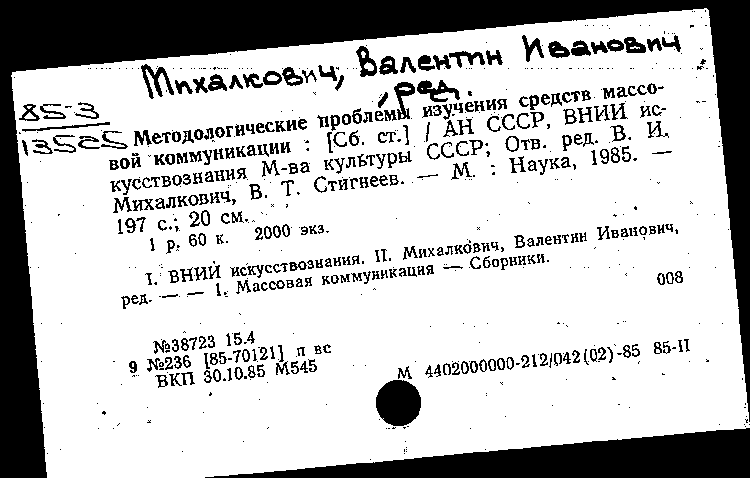 Михалкович, Валентин Иванович
, ред.
85-3
13585
Методологические проблемы изучения средств массо-
вой коммуникации : [Сб. ст.] / АН СССР, ВНИИ ис-
кусствознания М-ва культуры СССР; Отв. ред. В. И.
Михалкович, В. Т. Стигнеев. — М. : Наука, 1985. —
197 с.; 20 см.
1 р. 60 к. 2000 экз.
I. ВНИИ искусствознания. II. Михалкович, Валентин Иванович,
ред. — — 1. Массовая коммуникация — Сборники.
008
№38723 15.4
9 №236 [85-70121] п вс
ВКП 30.10.85 М545
М 4402000000-212/042(02)-85 85-II